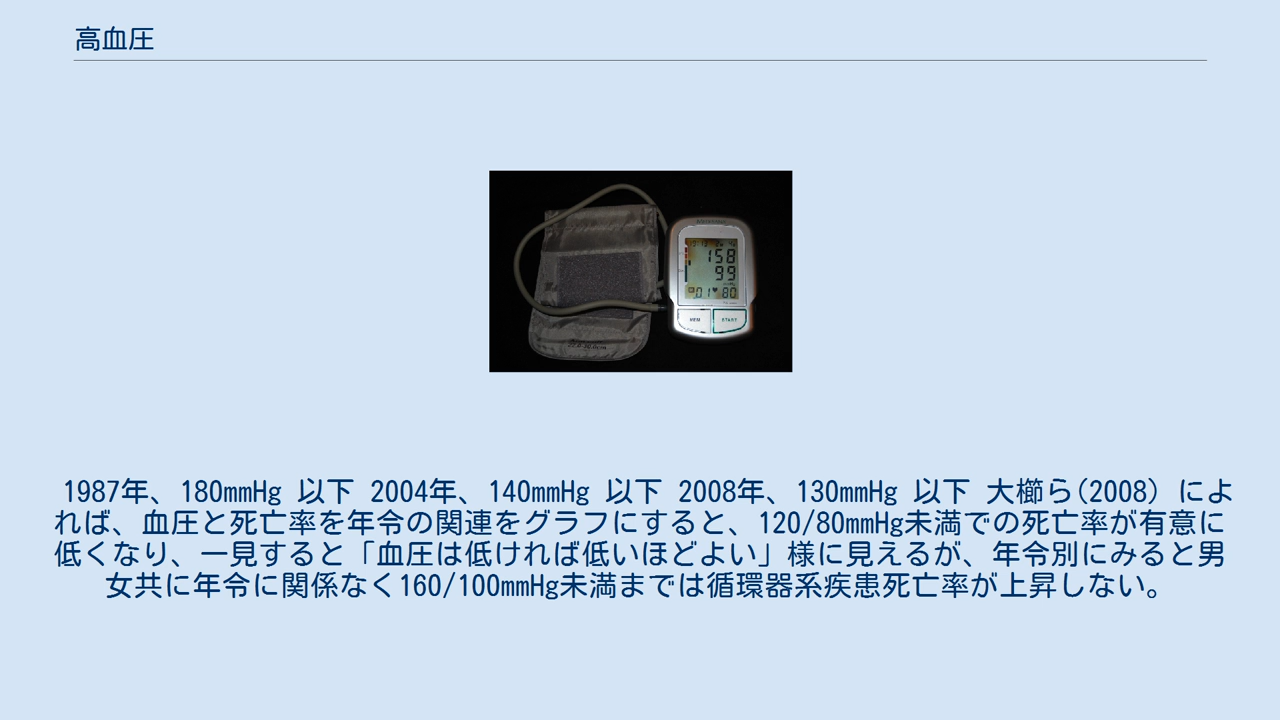 高血圧
158
99
80
MEM
START
1987年、180mmHg 以下 2004年、140mmHg 以下 2008年、130mmHg 以下 大櫛ら(2008) によ
れば、血圧と死亡率を年令の関連をグラフにすると、120/80mmHg未満での死亡率が有意に
低くなり、一見すると「血圧は低ければ低いほどよい」様に見えるが、年令別にみると男
女共に年令に関係なく160/100mmHg未満までは循環器系疾患死亡率が上昇しない。